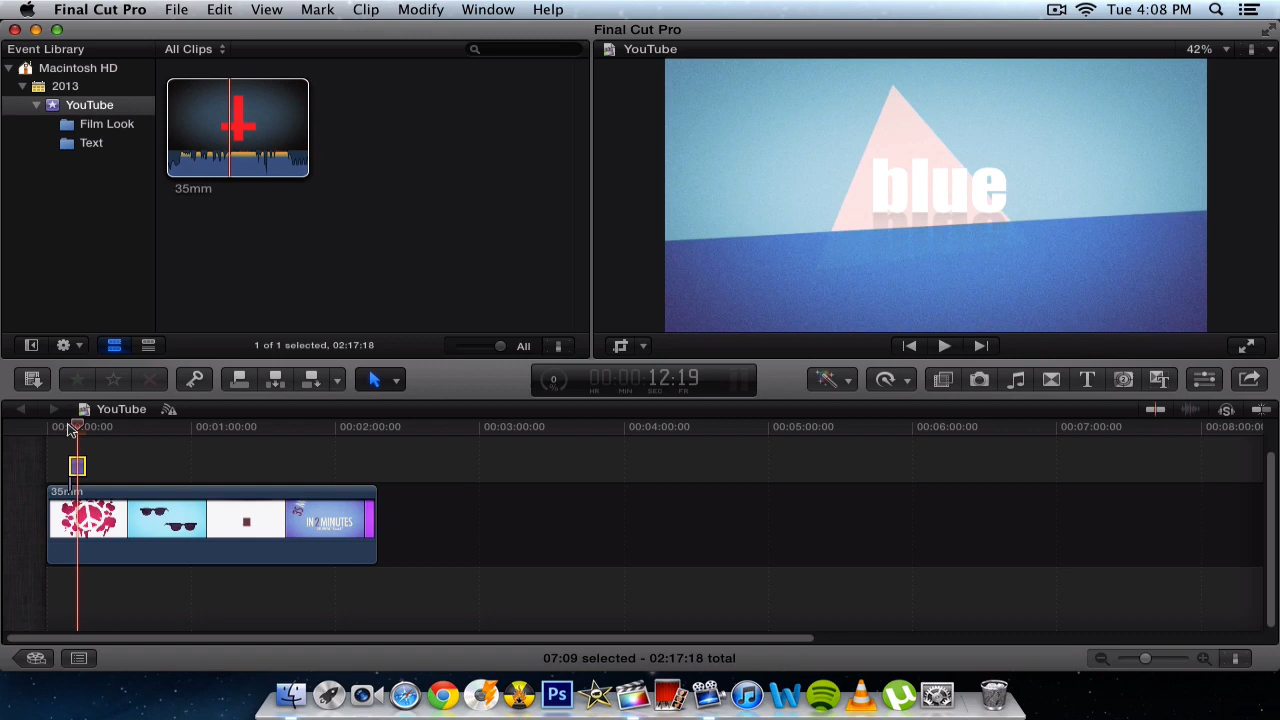 Final Cut Pro File Edit View Mark Clip Modify Window Help Tue 4:08 PM
Final Cut Pro
Event Library All Clips YouTube 42%
Macintosh HD
2013
YouTube
Film Look
Text
35mm
blue
1 of 1 selected, 02:17:18 All
0 % 00:00:12:19
HR MIN SEC FR
YouTube
00:00:00:00 00:01:00:00 00:02:00:00 00:03:00:00 00:04:00:00 00:05:00:00 00:06:00:00 00:07:00:00 00:08:00:00
35mm
IN 2 MINUTES
07:09 selected - 02:17:18 total
Ps W